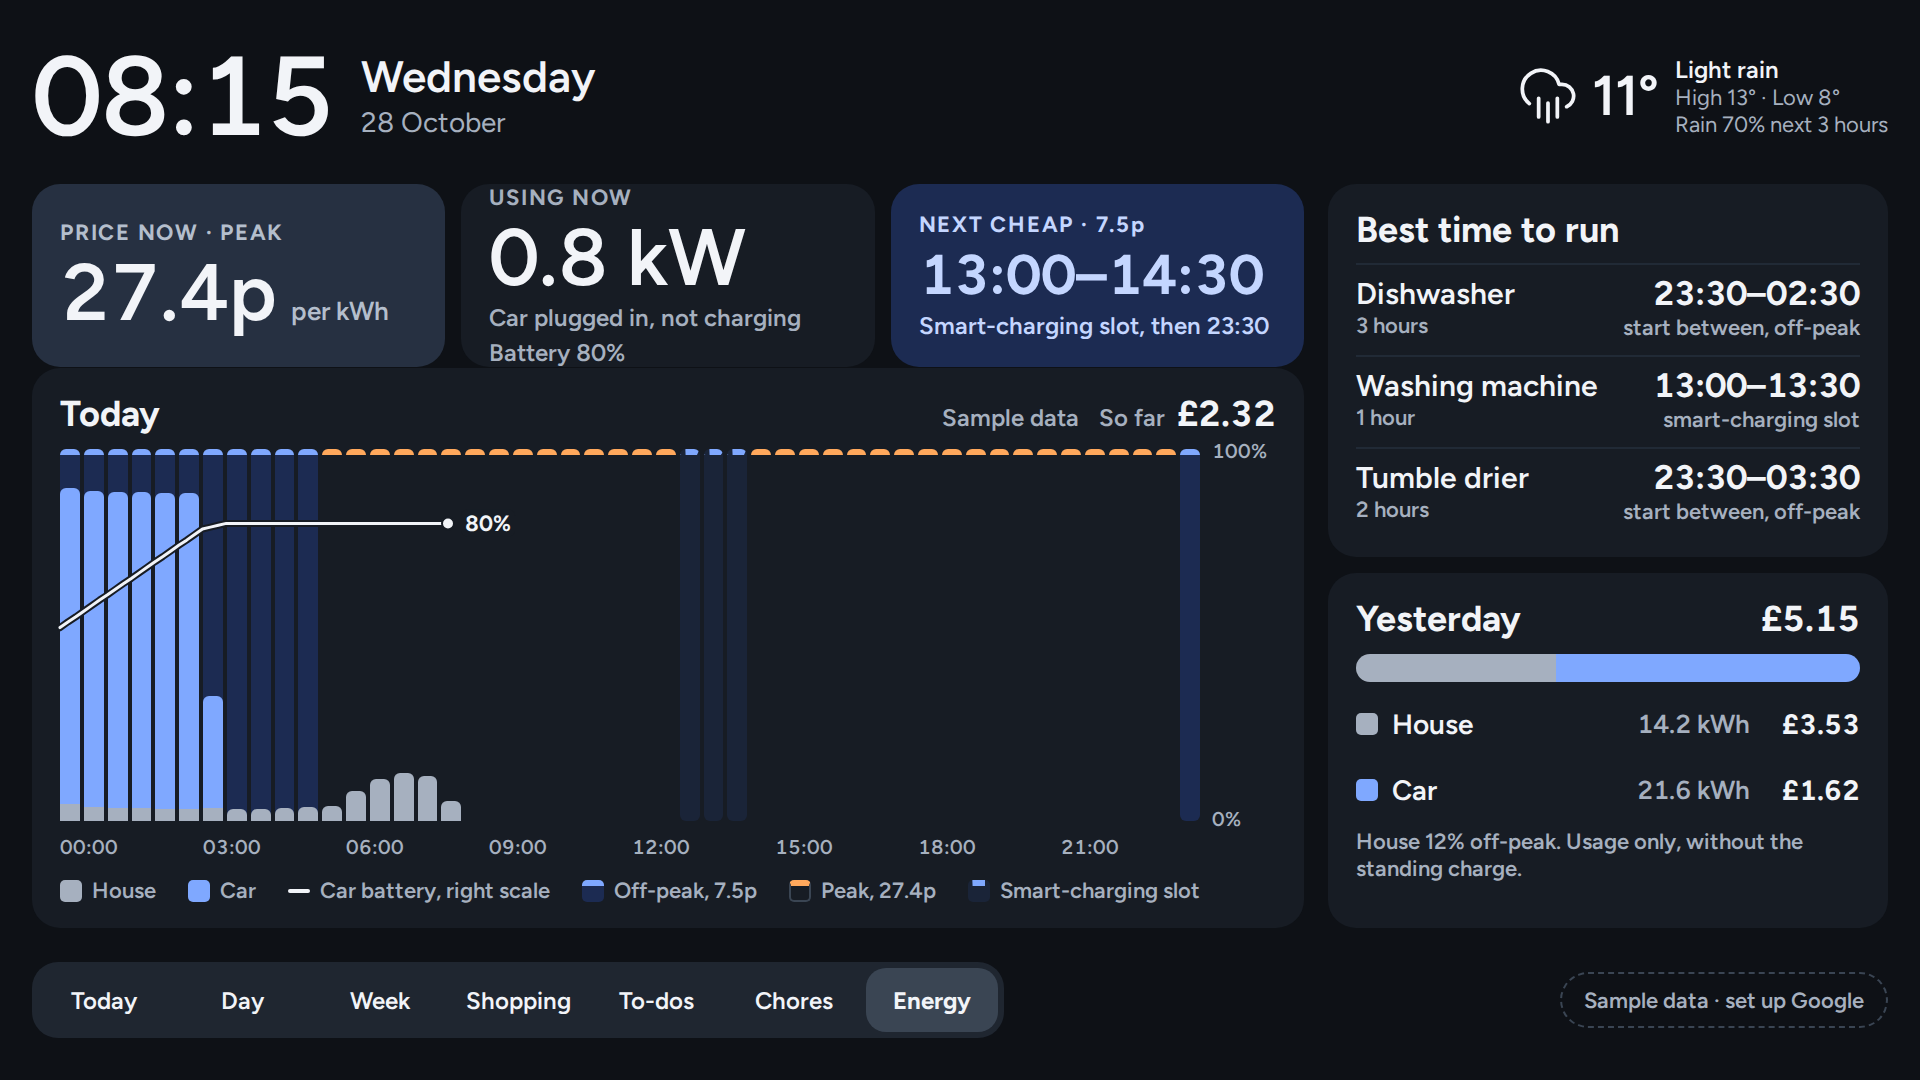 08:15
Wednesday
28 October
11°
Light rain
High 13° · Low 8°
Rain 70% next 3 hours
PRICE NOW · PEAK
27.4p per kWh
USING NOW
0.8 kW
Car plugged in, not charging
Battery 80%
NEXT CHEAP · 7.5p
13:00–14:30
Smart-charging slot, then 23:30
Today
Sample data So far £2.32
100%
80%
0%
00:00 03:00 06:00 09:00 12:00 15:00 18:00 21:00
House Car Car battery, right scale Off-peak, 7.5p Peak, 27.4p Smart-charging slot
Best time to run
Dishwasher 23:30–02:30
3 hours start between, off-peak
Washing machine 13:00–13:30
1 hour smart-charging slot
Tumble drier 23:30–03:30
2 hours start between, off-peak
Yesterday £5.15
House 14.2 kWh £3.53
Car 21.6 kWh £1.62
House 12% off-peak. Usage only, without the
standing charge.
Today Day Week Shopping To-dos Chores Energy
Sample data · set up Google